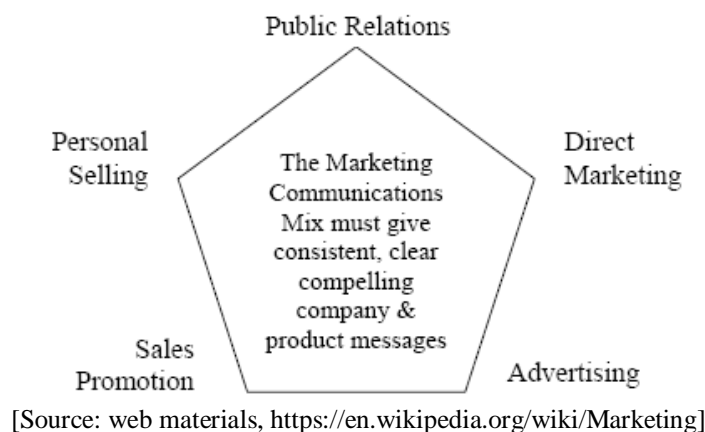 Public Relations
Personal
Selling
Direct
Marketing
The Marketing
Communications
Mix must give
consistent, clear
compelling
company &
product messages
Sales
Promotion
Advertising
[Source: web materials, https://en.wikipedia.org/wiki/Marketing]